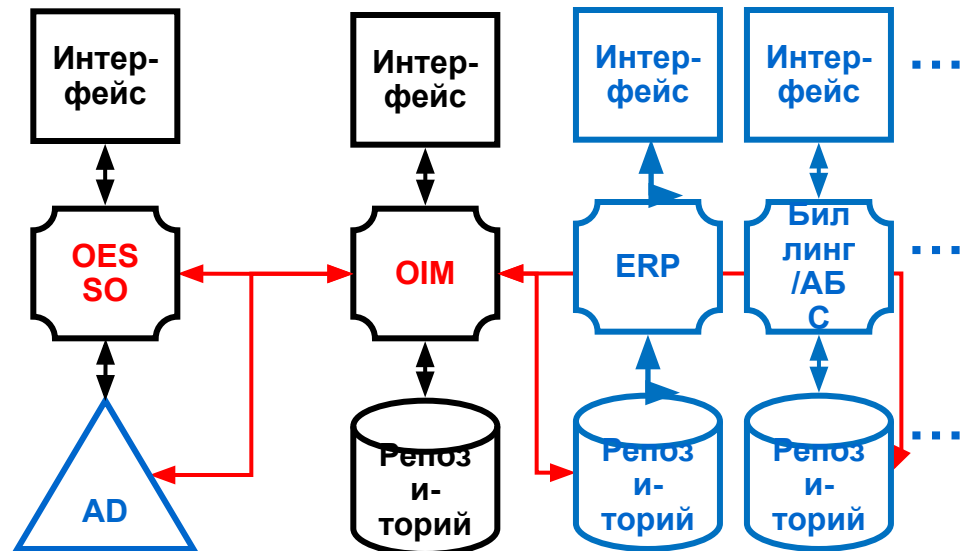 Интер-
фейс
Интер-
фейс
Интер-
фейс
Интер-
фейс
...
OES
SO
OIM
ERP
Бил
линг
/АБ
С
...
AD
Репоз
и-
торий
Репоз
и-
торий
Репоз
и-
торий
...